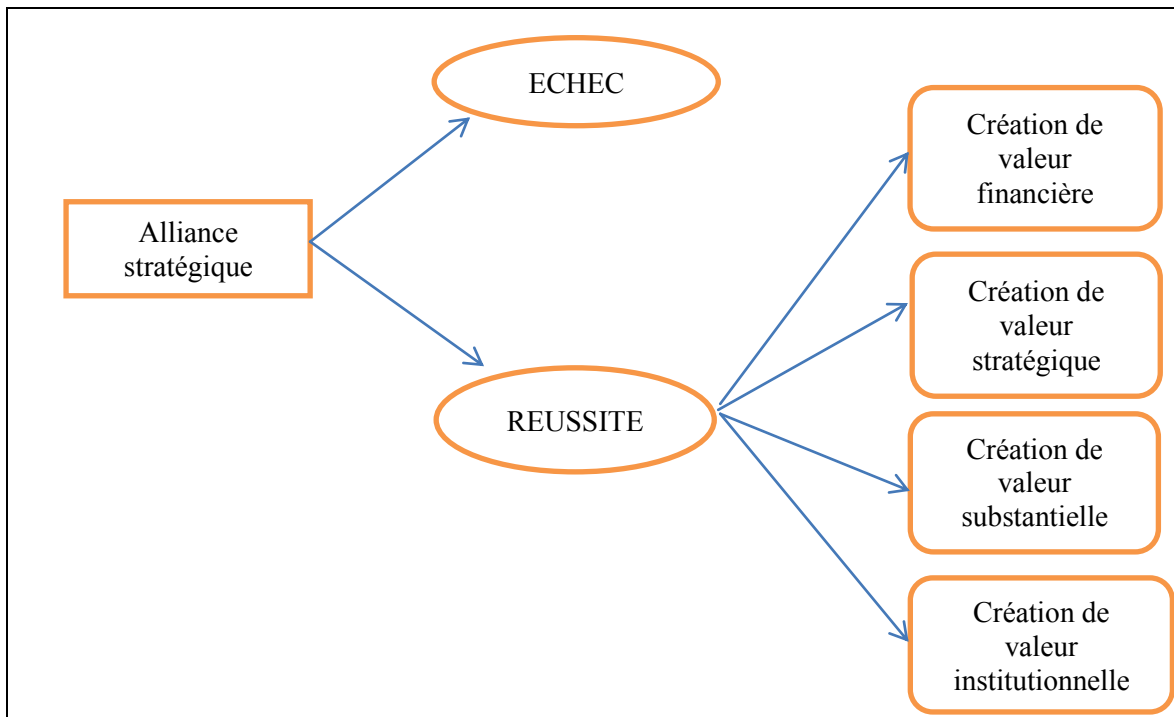 ECHEC
Alliance
stratégique
REUSSITE
Création de
valeur
financière
Création de
valeur
stratégique
Création de
valeur
substantielle
Création de
valeur
institutionnelle